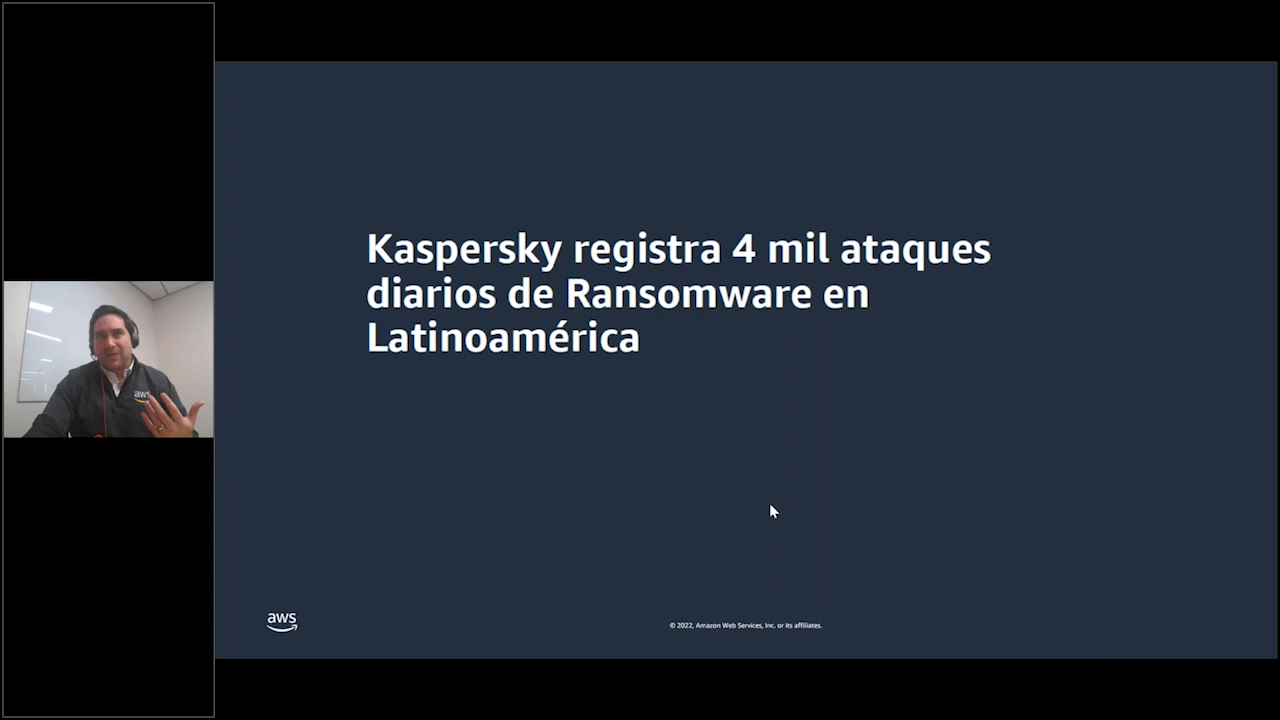 Kaspersky registra 4 mil ataques
diarios de Ransomware en
Latinoamérica
aws
aws
© 2022, Amazon Web Services, Inc. or its affiliates.